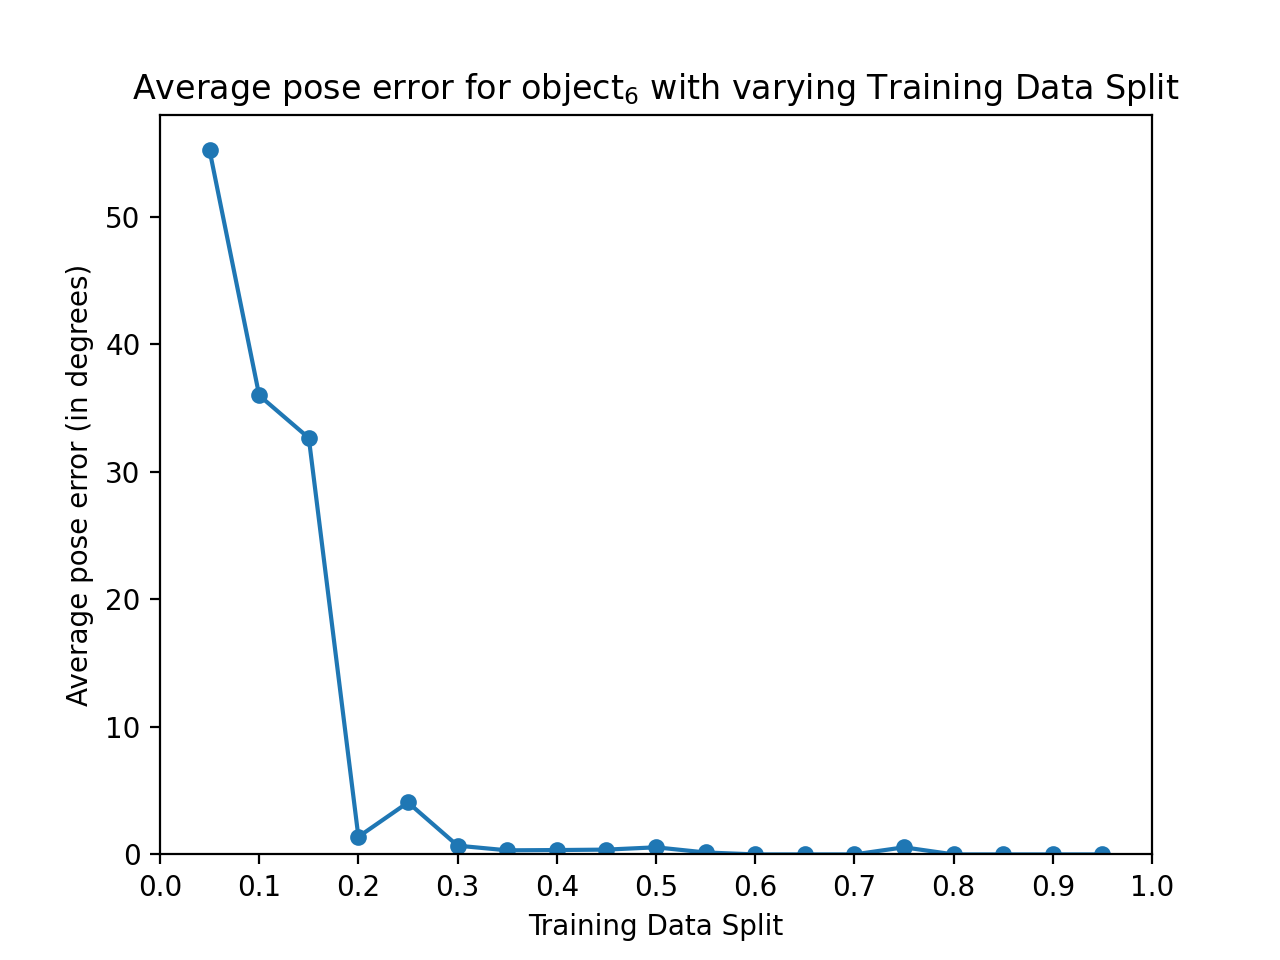 Average pose error for object₆ with varying Training Data Split
Average pose error (in degrees)
50
40
30
20
10
0
0.0 0.1 0.2 0.3 0.4 0.5 0.6 0.7 0.8 0.9 1.0
Training Data Split